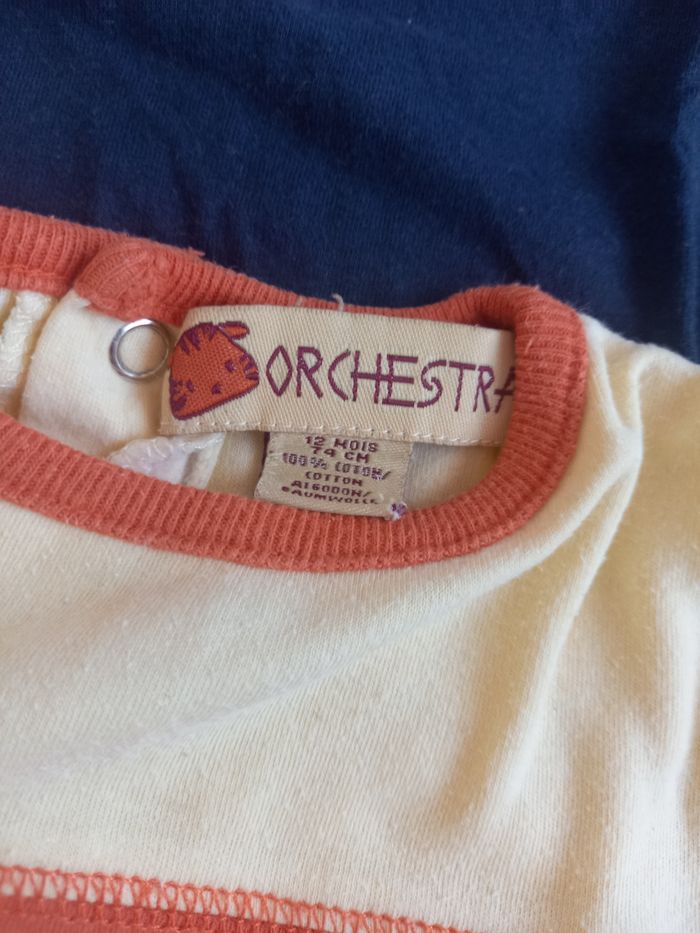 ORCHESTRA
12 MOIS
74 CM
100% COTON/
COTTON
ALGODON/
BAUMWOLLE